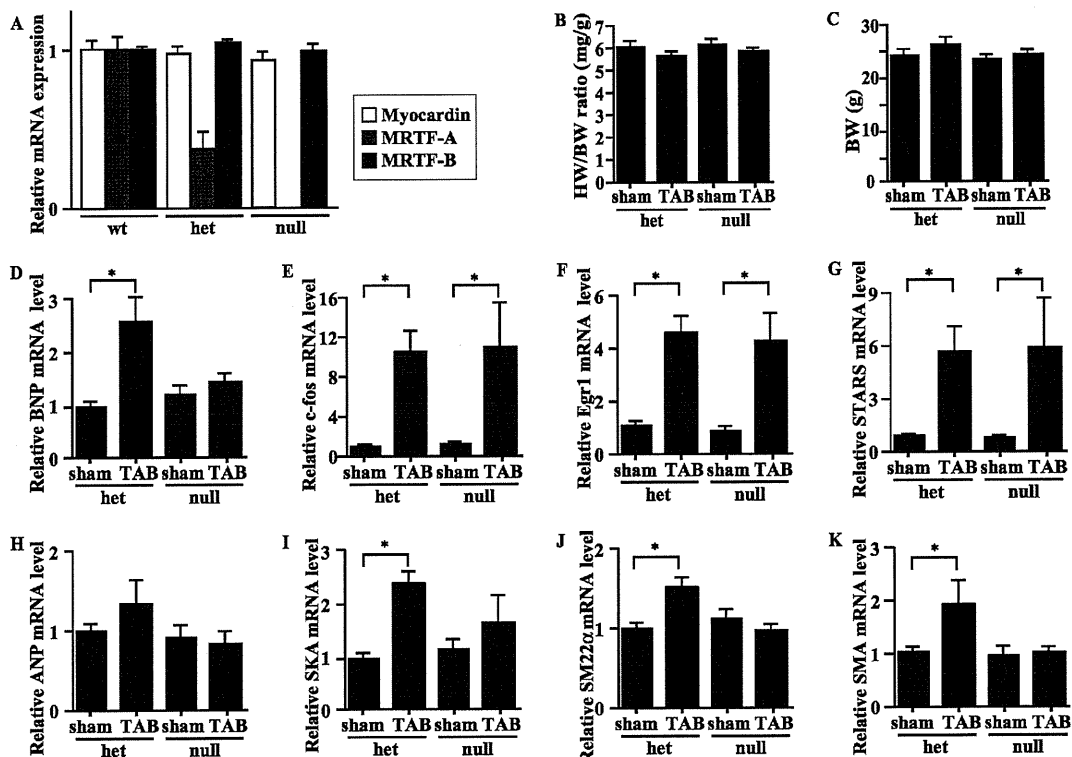 A
Relative mRNA expression
1
0
wt
het
null
Myocardin
MRTF-A
MRTF-B
B
HW/BW ratio (mg/g)
7
6
5
4
3
2
1
0
sham TAB sham TAB
het
null
C
BW (g)
30
20
10
0
sham TAB sham TAB
het
null
D
Relative BNP mRNA level
3
2
1
0
*
sham TAB sham TAB
het
null
E
Relative c-fos mRNA level
16
12
8
4
0
*
*
sham TAB sham TAB
het
null
F
Relative Egr1 mRNA level
6
4
2
0
*
*
sham TAB sham TAB
het
null
G
Relative STARS mRNA level
9
6
3
0
*
*
sham TAB sham TAB
het
null
H
Relative ANP mRNA level
2
1
0
sham TAB sham TAB
het
null
I
Relative SKA mRNA level
3
2
1
0
*
sham TAB sham TAB
het
null
J
Relative SM22α mRNA level
2
1
0
*
sham TAB sham TAB
het
null
K
Relative SMA mRNA level
3
2
1
0
*
sham TAB sham TAB
het
null